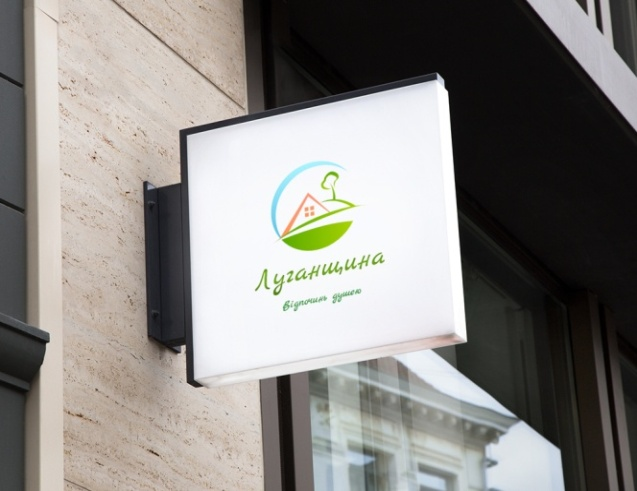 Луганщина
Відпочинь душею